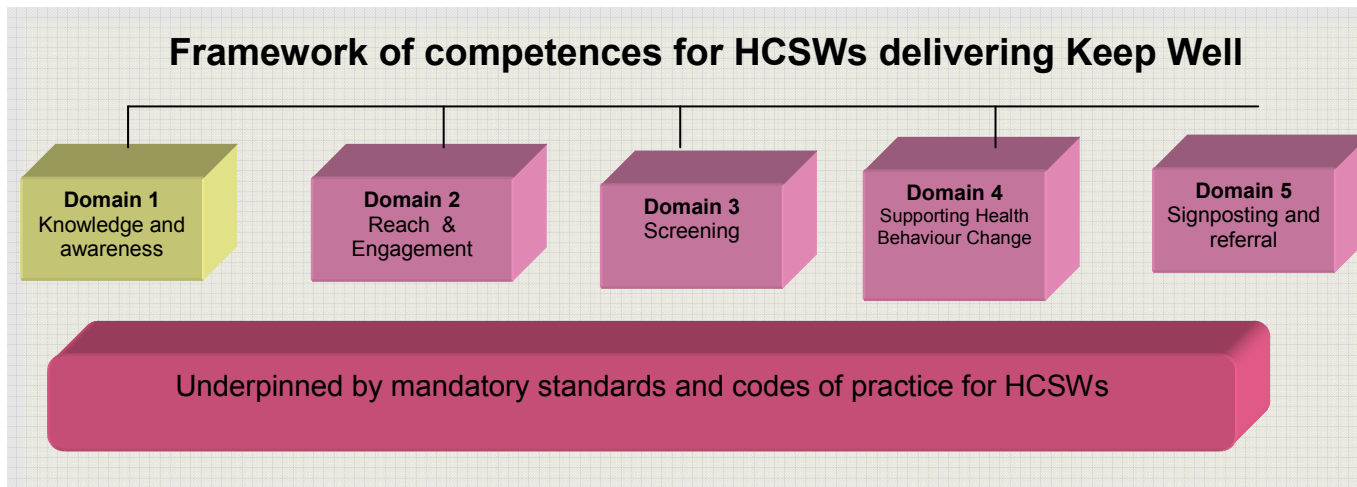 Framework of competences for HCSWs delivering Keep Well
Domain 1
Knowledge and
awareness
Domain 2
Reach &
Engagement
Domain 3
Screening
Domain 4
Supporting Health
Behaviour Change
Domain 5
Signposting and
referral
Underpinned by mandatory standards and codes of practice for HCSWs